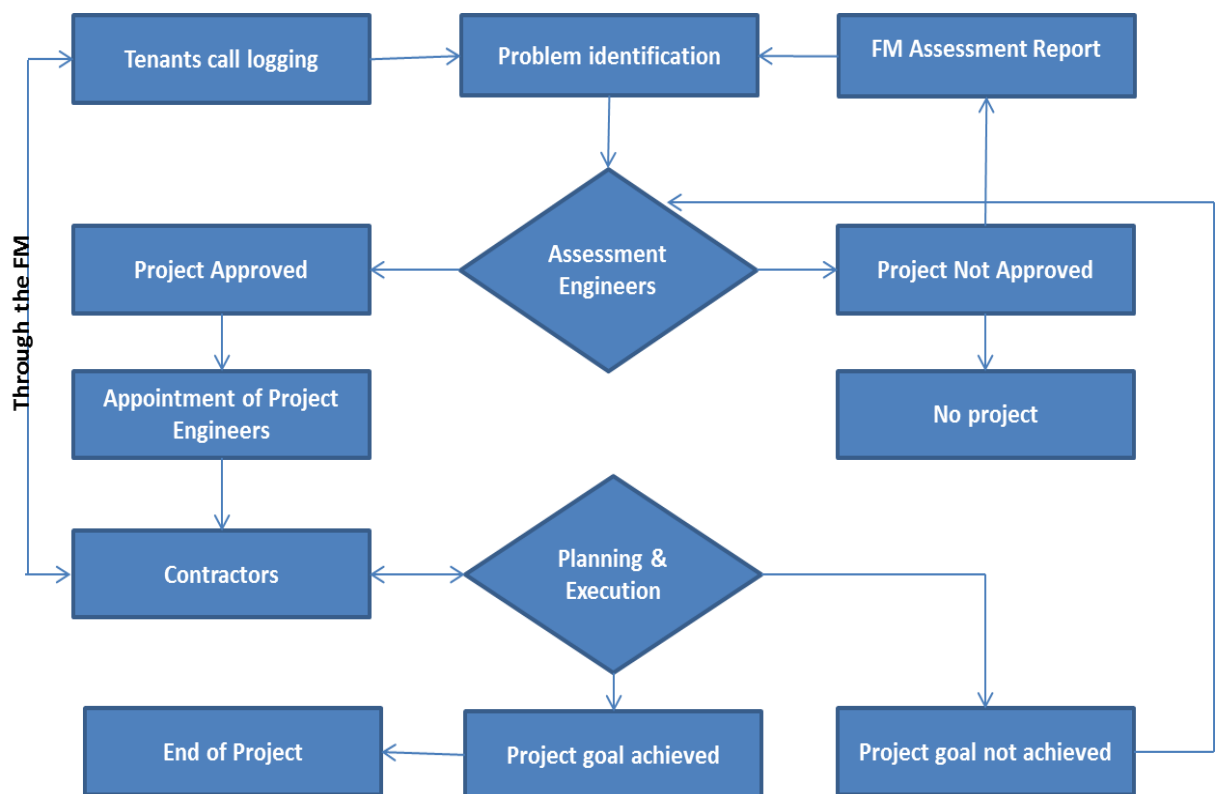 Tenants call logging
Problem identification
FM Assessment Report
Through the FM
Project Approved
Assessment
Engineers
Project Not Approved
Appointment of Project
Engineers
No project
Contractors
Planning &
Execution
End of Project
Project goal achieved
Project goal not achieved